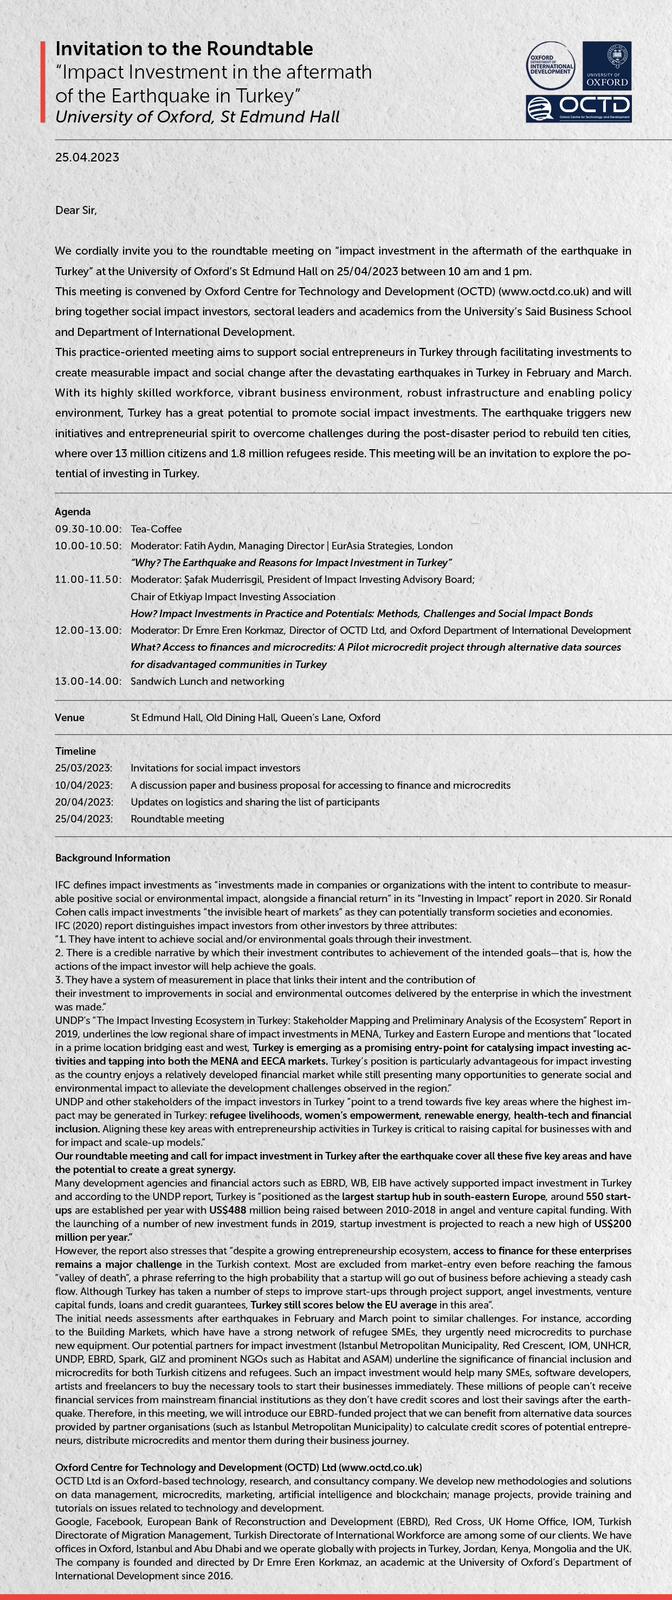 Invitation to the Roundtable
“Impact Investment in the aftermath
of the Earthquake in Turkey”
University of Oxford, St Edmund Hall
OXFORD
DEPARTMENT OF
INTERNATIONAL
DEVELOPMENT
UNIVERSITY OF
OXFORD
OCTD
Oxford Centre for Technology and Development
25.04.2023
Dear Sir,
We cordially invite you to the roundtable meeting on “impact investment in the aftermath of the earthquake in
Turkey” at the University of Oxford’s St Edmund Hall on 25/04/2023 between 10 am and 1 pm.
This meeting is convened by Oxford Centre for Technology and Development (OCTD) (www.octd.co.uk) and will
bring together social impact investors, sectoral leaders and academics from the University’s Said Business School
and Department of International Development.
This practice-oriented meeting aims to support social entrepreneurs in Turkey through facilitating investments to
create measurable impact and social change after the devastating earthquakes in Turkey in February and March.
With its highly skilled workforce, vibrant business environment, robust infrastructure and enabling policy
environment, Turkey has a great potential to promote social impact investments. The earthquake triggers new
initiatives and entrepreneurial spirit to overcome challenges during the post-disaster period to rebuild ten cities,
where over 13 million citizens and 1.8 million refugees reside. This meeting will be an invitation to explore the po-
tential of investing in Turkey.
Agenda
09.30-10.00: Tea-Coffee
10.00-10.50: Moderator: Fatih Aydın, Managing Director | EurAsia Strategies, London
“Why? The Earthquake and Reasons for Impact Investment in Turkey”
11.00-11.50: Moderator: Şafak Muderrisgil, President of Impact Investing Advisory Board;
Chair of Etkiyap Impact Investing Association
How? Impact Investments in Practice and Potentials: Methods, Challenges and Social Impact Bonds
12.00-13.00: Moderator: Dr Emre Eren Korkmaz, Director of OCTD Ltd, and Oxford Department of International Development
What? Access to finances and microcredits: A Pilot microcredit project through alternative data sources
for disadvantaged communities in Turkey
13.00-14.00: Sandwich Lunch and networking
Venue St Edmund Hall, Old Dining Hall, Queen’s Lane, Oxford
Timeline
25/03/2023: Invitations for social impact investors
10/04/2023: A discussion paper and business proposal for accessing to finance and microcredits
20/04/2023: Updates on logistics and sharing the list of participants
25/04/2023: Roundtable meeting
Background Information
IFC defines impact investments as “investments made in companies or organizations with the intent to contribute to measur-
able positive social or environmental impact, alongside a financial return” in its “Investing in Impact” report in 2020. Sir Ronald
Cohen calls impact investments “the invisible heart of markets” as they can potentially transform societies and economies.
IFC (2020) report distinguishes impact investors from other investors by three attributes:
“1. They have intent to achieve social and/or environmental goals through their investment.
2. There is a credible narrative by which their investment contributes to achievement of the intended goals—that is, how the
actions of the impact investor will help achieve the goals.
3. They have a system of measurement in place that links their intent and the contribution of
their investment to improvements in social and environmental outcomes delivered by the enterprise in which the investment
was made.”
UNDP’s “The Impact Investing Ecosystem in Turkey: Stakeholder Mapping and Preliminary Analysis of the Ecosystem” Report in
2019, underlines the low regional share of impact investments in MENA, Turkey and Eastern Europe and mentions that “located
in a prime location bridging east and west, Turkey is emerging as a promising entry-point for catalysing impact investing ac-
tivities and tapping into both the MENA and EECA markets. Turkey’s position is particularly advantageous for impact investing
as the country enjoys a relatively developed financial market while still presenting many opportunities to generate social and
environmental impact to alleviate the development challenges observed in the region.”
UNDP and other stakeholders of the impact investors in Turkey “point to a trend towards five key areas where the highest im-
pact may be generated in Turkey: refugee livelihoods, women’s empowerment, renewable energy, health-tech and financial
inclusion. Aligning these key areas with entrepreneurship activities in Turkey is critical to raising capital for businesses with and
for impact and scale-up models.”
Our roundtable meeting and call for impact investment in Turkey after the earthquake cover all these five key areas and have
the potential to create a great synergy.
Many development agencies and financial actors such as EBRD, WB, EIB have actively supported impact investment in Turkey
and according to the UNDP report, Turkey is “positioned as the largest startup hub in south-eastern Europe, around 550 start-
ups are established per year with US$488 million being raised between 2010-2018 in angel and venture capital funding. With
the launching of a number of new investment funds in 2019, startup investment is projected to reach a new high of US$200
million per year.”
However, the report also stresses that “despite a growing entrepreneurship ecosystem, access to finance for these enterprises
remains a major challenge in the Turkish context. Most are excluded from market-entry even before reaching the famous
“valley of death”, a phrase referring to the high probability that a startup will go out of business before achieving a steady cash
flow. Although Turkey has taken a number of steps to improve start-ups through project support, angel investments, venture
capital funds, loans and credit guarantees, Turkey still scores below the EU average in this area”.
The initial needs assessments after earthquakes in February and March point to similar challenges. For instance, according
to the Building Markets, which have have a strong network of refugee SMEs, they urgently need microcredits to purchase
new equipment. Our potential partners for impact investment (Istanbul Metropolitan Municipality, Red Crescent, IOM, UNHCR,
UNDP, EBRD, Spark, GIZ and prominent NGOs such as Habitat and ASAM) underline the significance of financial inclusion and
microcredits for both Turkish citizens and refugees. Such an impact investment would help many SMEs, software developers,
artists and freelancers to buy the necessary tools to start their businesses immediately. These millions of people can’t receive
financial services from mainstream financial institutions as they don’t have credit scores and lost their savings after the earth-
quake. Therefore, in this meeting, we will introduce our EBRD-funded project that we can benefit from alternative data sources
provided by partner organisations (such as Istanbul Metropolitan Municipality) to calculate credit scores of potential entrepre-
neurs, distribute microcredits and mentor them during their business journey.
Oxford Centre for Technology and Development (OCTD) Ltd (www.octd.co.uk)
OCTD Ltd is an Oxford-based technology, research, and consultancy company. We develop new methodologies and solutions
on data management, microcredits, marketing, artificial intelligence and blockchain; manage projects, provide training and
tutorials on issues related to technology and development.
Google, Facebook, European Bank of Reconstruction and Development (EBRD), Red Cross, UK Home Office, IOM, Turkish
Directorate of Migration Management, Turkish Directorate of International Workforce are among some of our clients. We have
offices in Oxford, Istanbul and Abu Dhabi and we operate globally with projects in Turkey, Jordan, Kenya, Mongolia and the UK.
The company is founded and directed by Dr Emre Eren Korkmaz, an academic at the University of Oxford’s Department of
International Development since 2016.